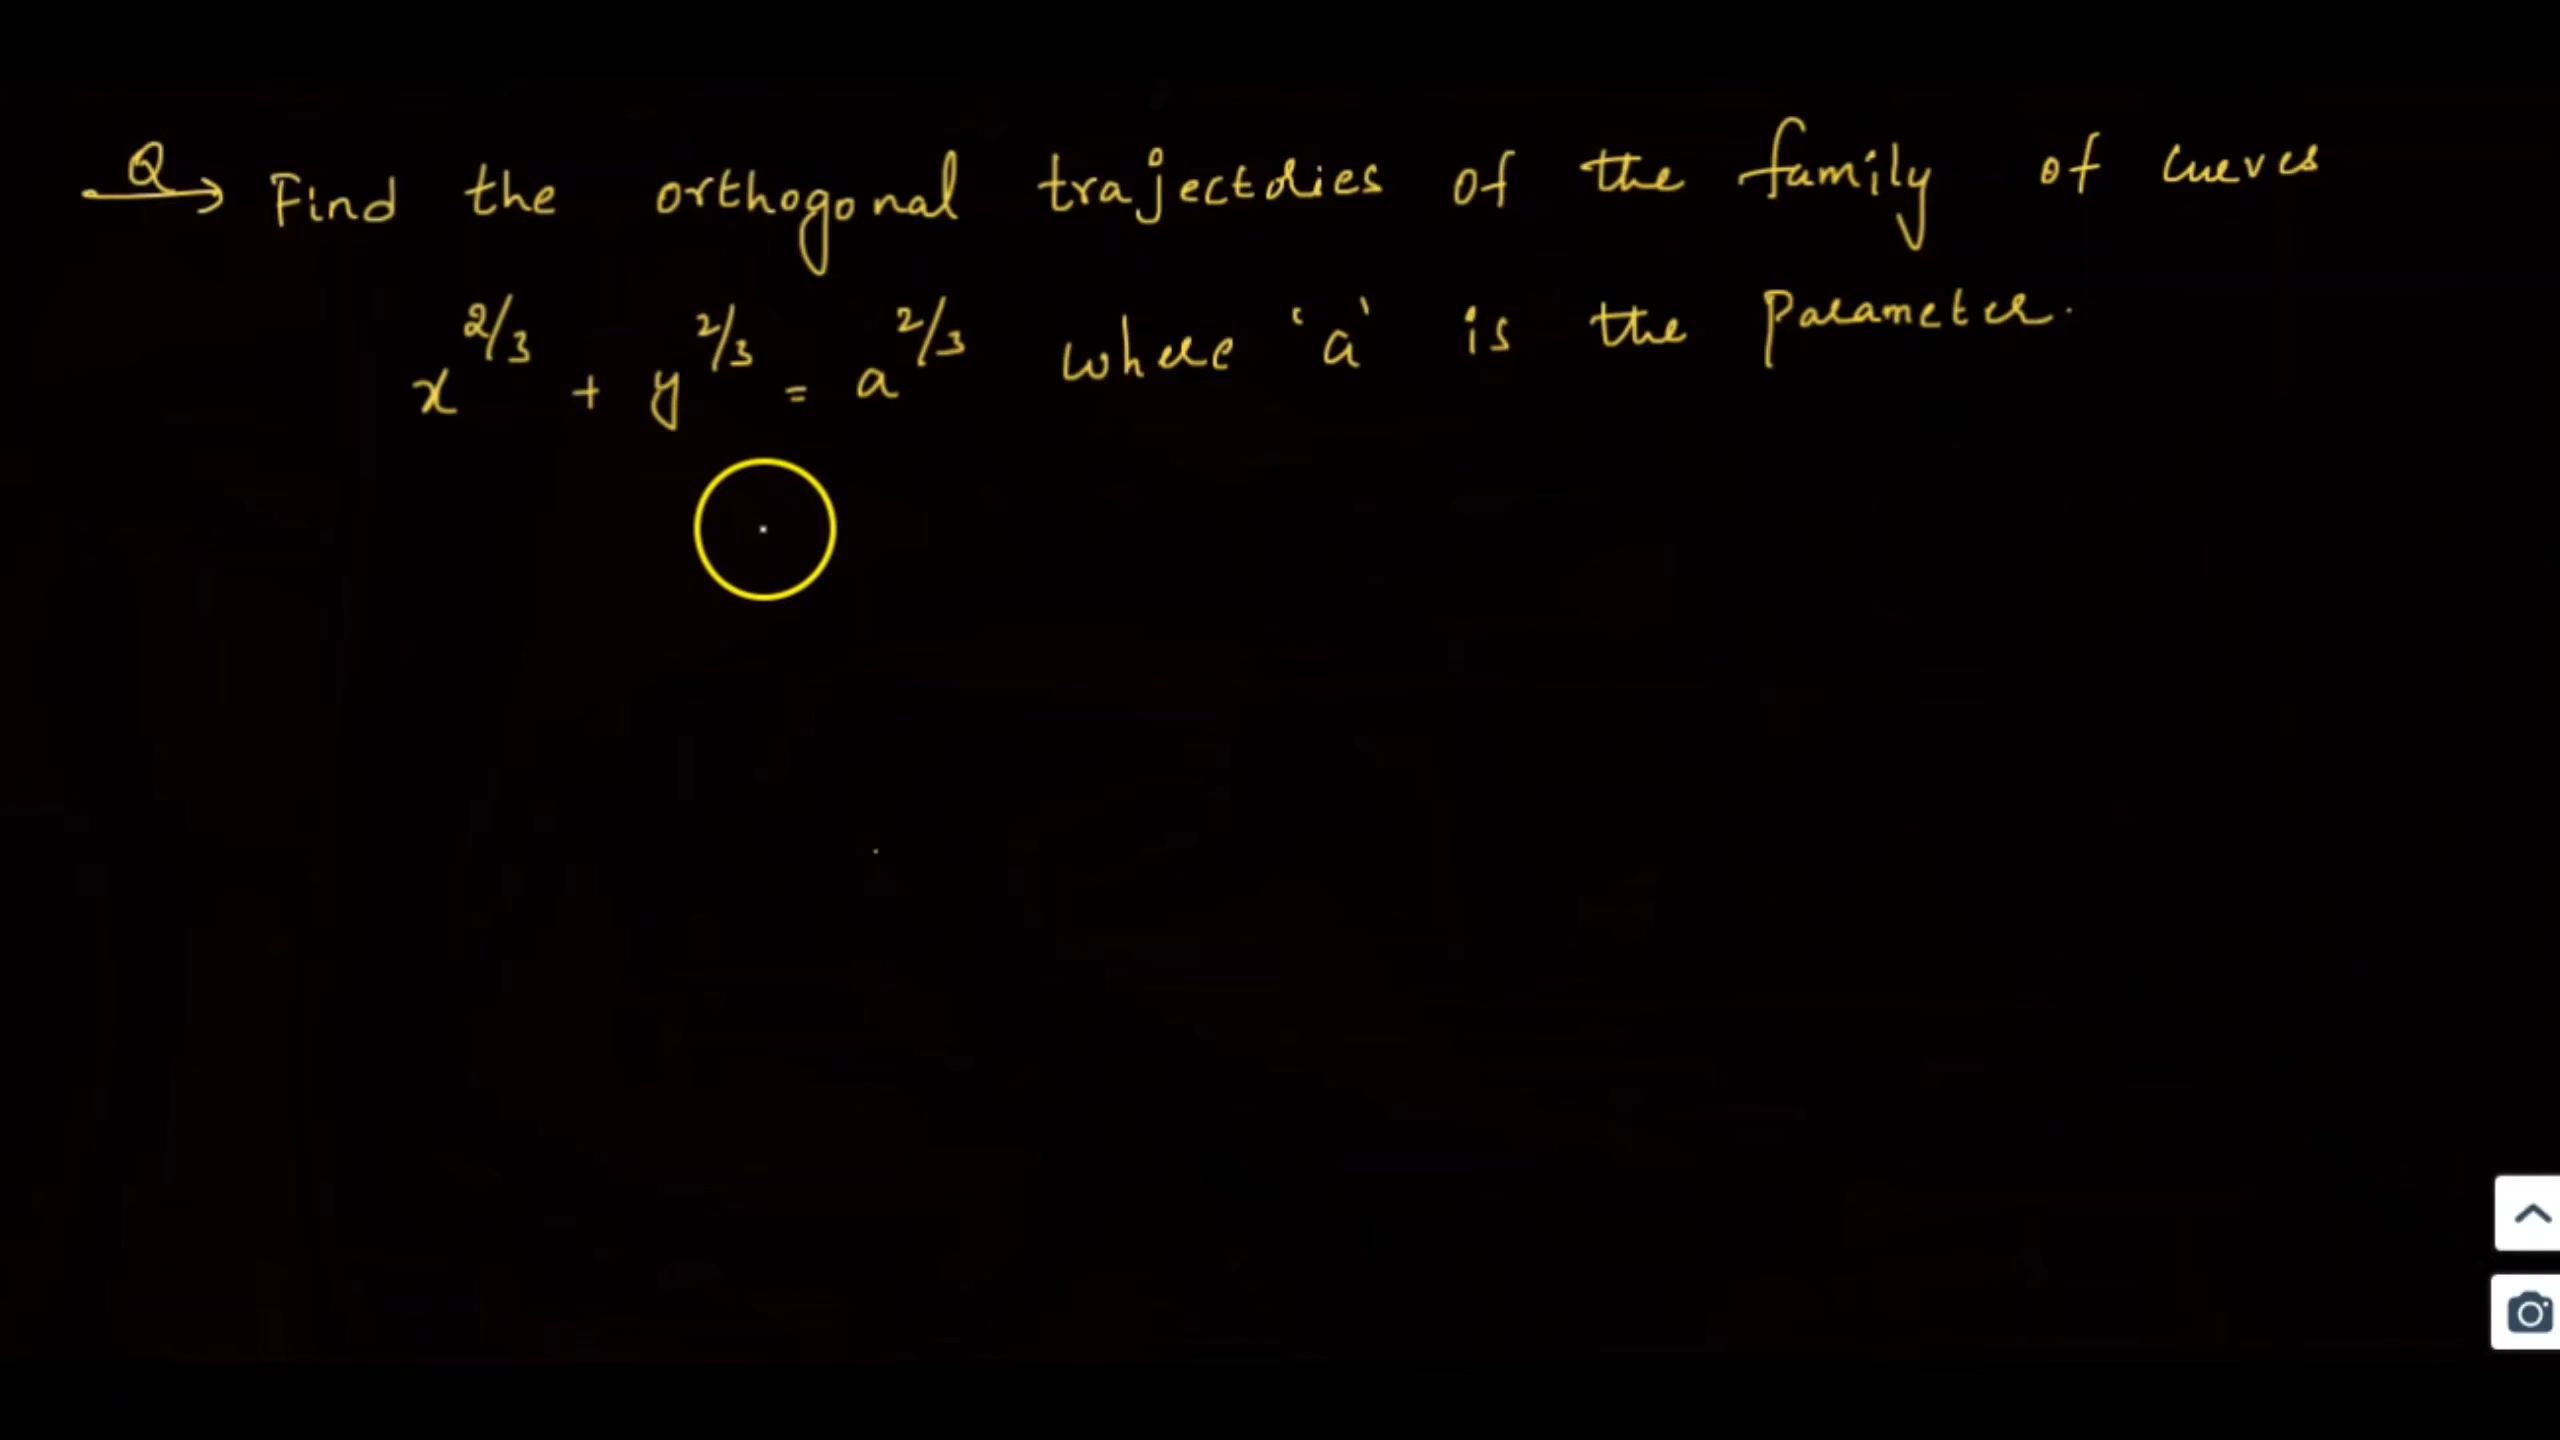 Q→ Find the orthogonal trajectories of the family of curves
x^{2/3} + y^{2/3} = a^{2/3} where 'a' is the Parameter.